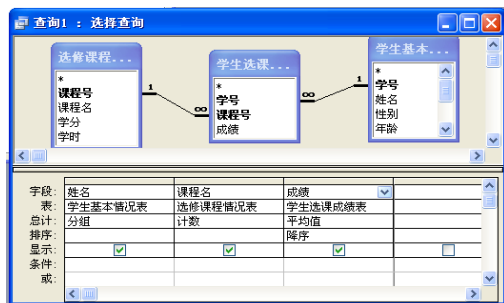 查询1 : 选择查询
选修课程...
*
课程号
课程名
学分
学时
学生选课...
*
学号
课程号
成绩
学生基本...
*
学号
姓名
性别
年龄
1
∞
1
∞
字段: 姓名 课程名 成绩
表: 学生基本情况表 选修课程情况表 学生选课成绩表
总计: 分组 计数 平均值
排序: 降序
显示:
条件:
或: